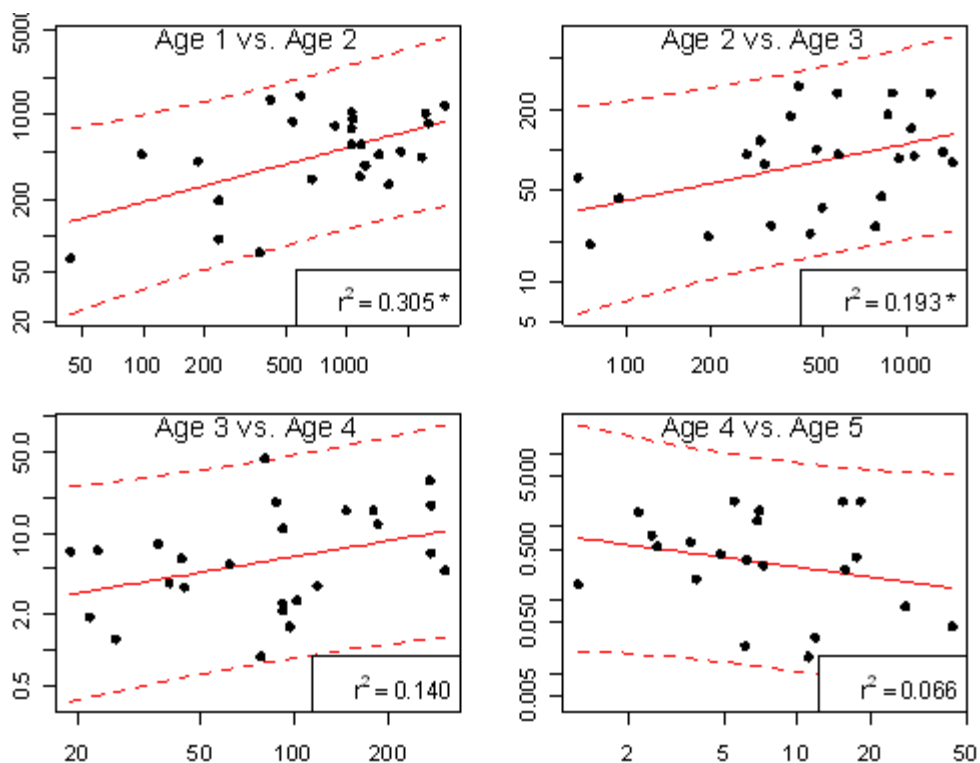 Age 1 vs. Age 2
5000
1000
200
50
20
r² = 0.305 *
50 100 200 500 1000
Age 2 vs. Age 3
200
50
10
5
r² = 0.193 *
100 200 500 1000
Age 3 vs. Age 4
50.0
10.0
2.0
0.5
r² = 0.140
20 50 100 200
Age 4 vs. Age 5
5.000
0.500
0.050
0.005
r² = 0.066
2 5 10 20 50